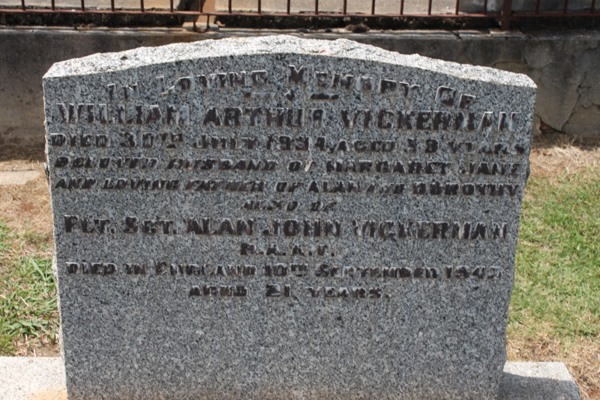 IN LOVING MEMORY OF
WILLIAM ARTHUR VICKERMAN
DIED 30TH JULY 1934, AGED 59 YEARS
BELOVED HUSBAND OF MARGARET JANE
AND LOVING FATHER OF ALAN AND DOROTHY
ALSO OF
FLT. SGT. ALAN JOHN VICKERMAN
R.A.A.F.
DIED IN ENGLAND 10TH SEPTEMBER
AGED 21 YEARS.